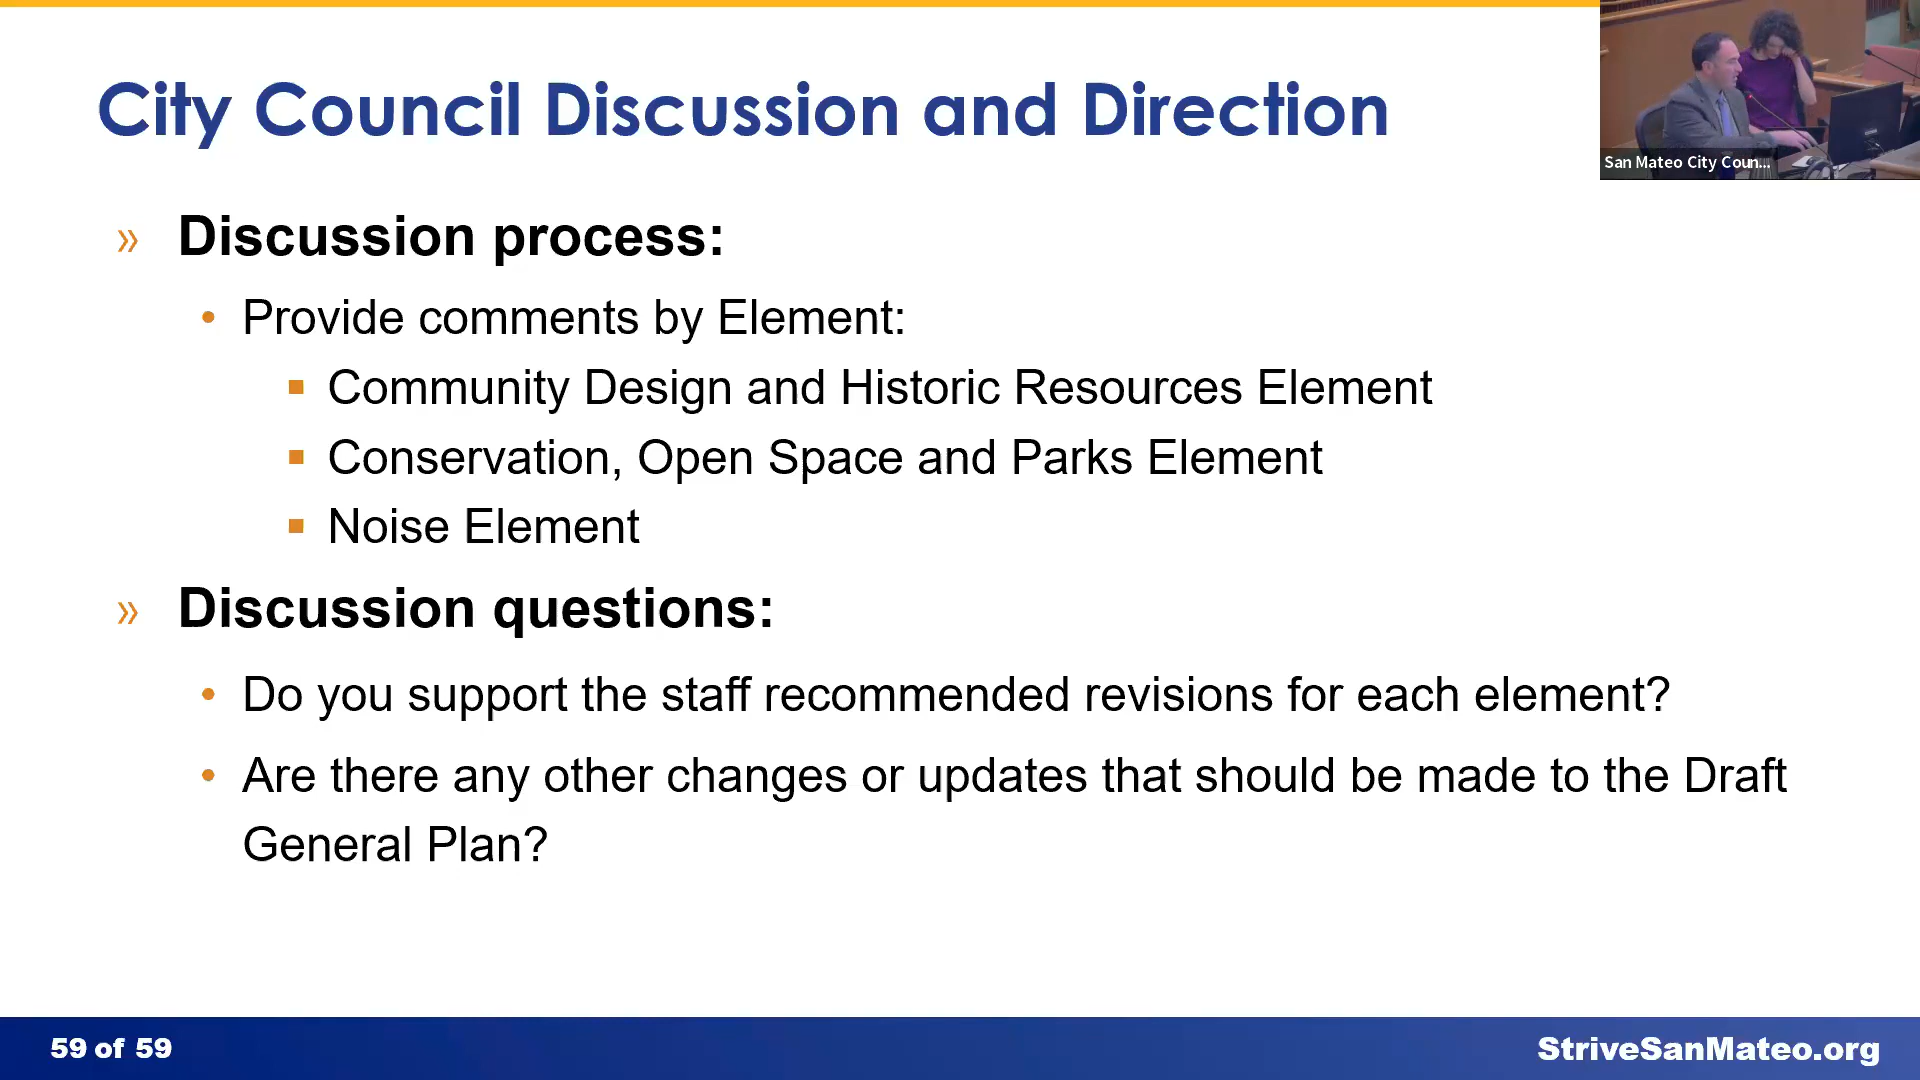 City Council Discussion and Direction
San Mateo City Coun...
» Discussion process:
• Provide comments by Element:
▪ Community Design and Historic Resources Element
▪ Conservation, Open Space and Parks Element
▪ Noise Element
» Discussion questions:
• Do you support the staff recommended revisions for each element?
• Are there any other changes or updates that should be made to the Draft
General Plan?
59 of 59
StriveSanMateo.org